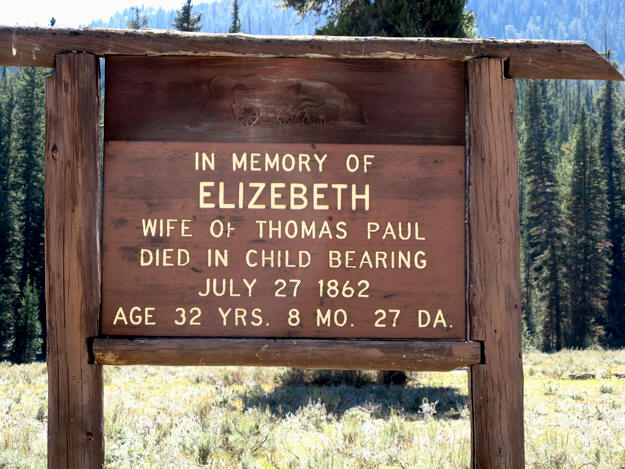 IN MEMORY OF
ELIZEBETH
WIFE OF THOMAS PAUL
DIED IN CHILD BEARING
JULY 27 1862
AGE 32 YRS. 8 MO. 27 DA.